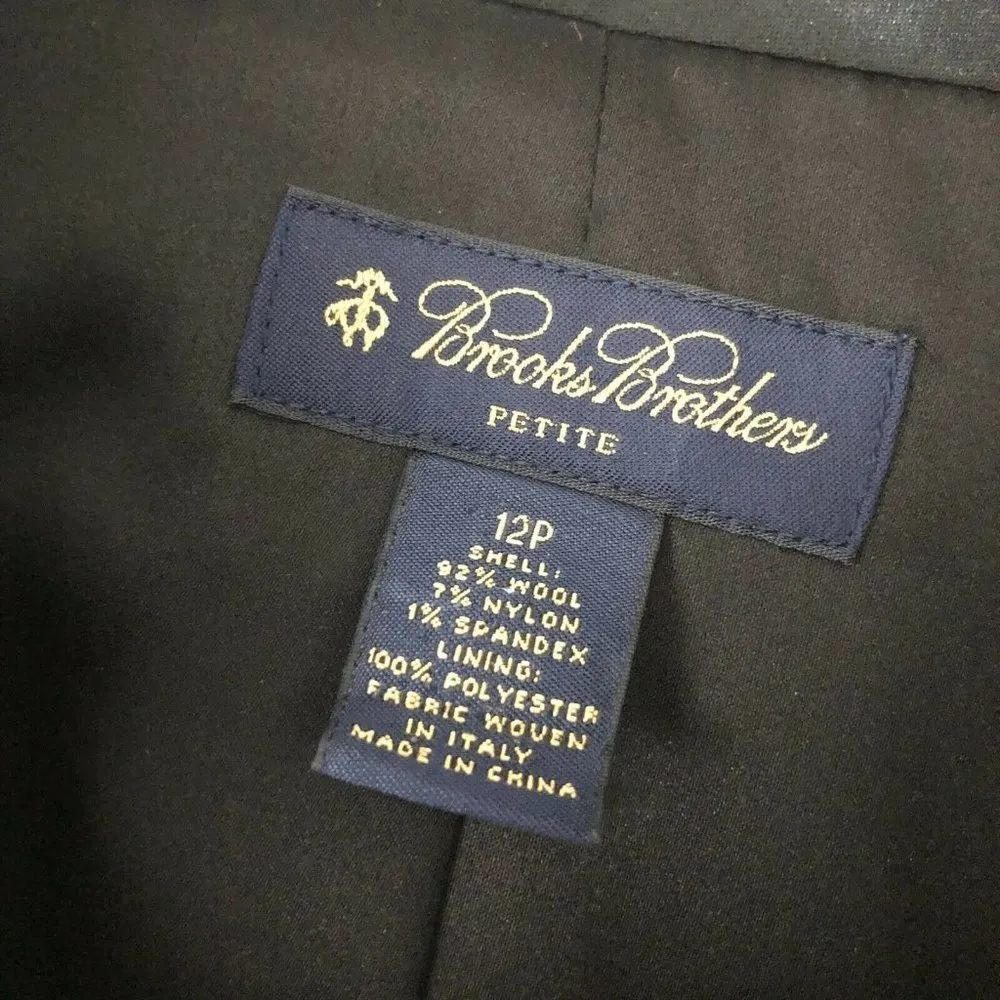 Brooks Brothers
PETITE
12P
SHELL:
92% WOOL
7% NYLON
1% SPANDEX
LINING:
100% POLYESTER
FABRIC WOVEN
IN ITALY
MADE IN CHINA